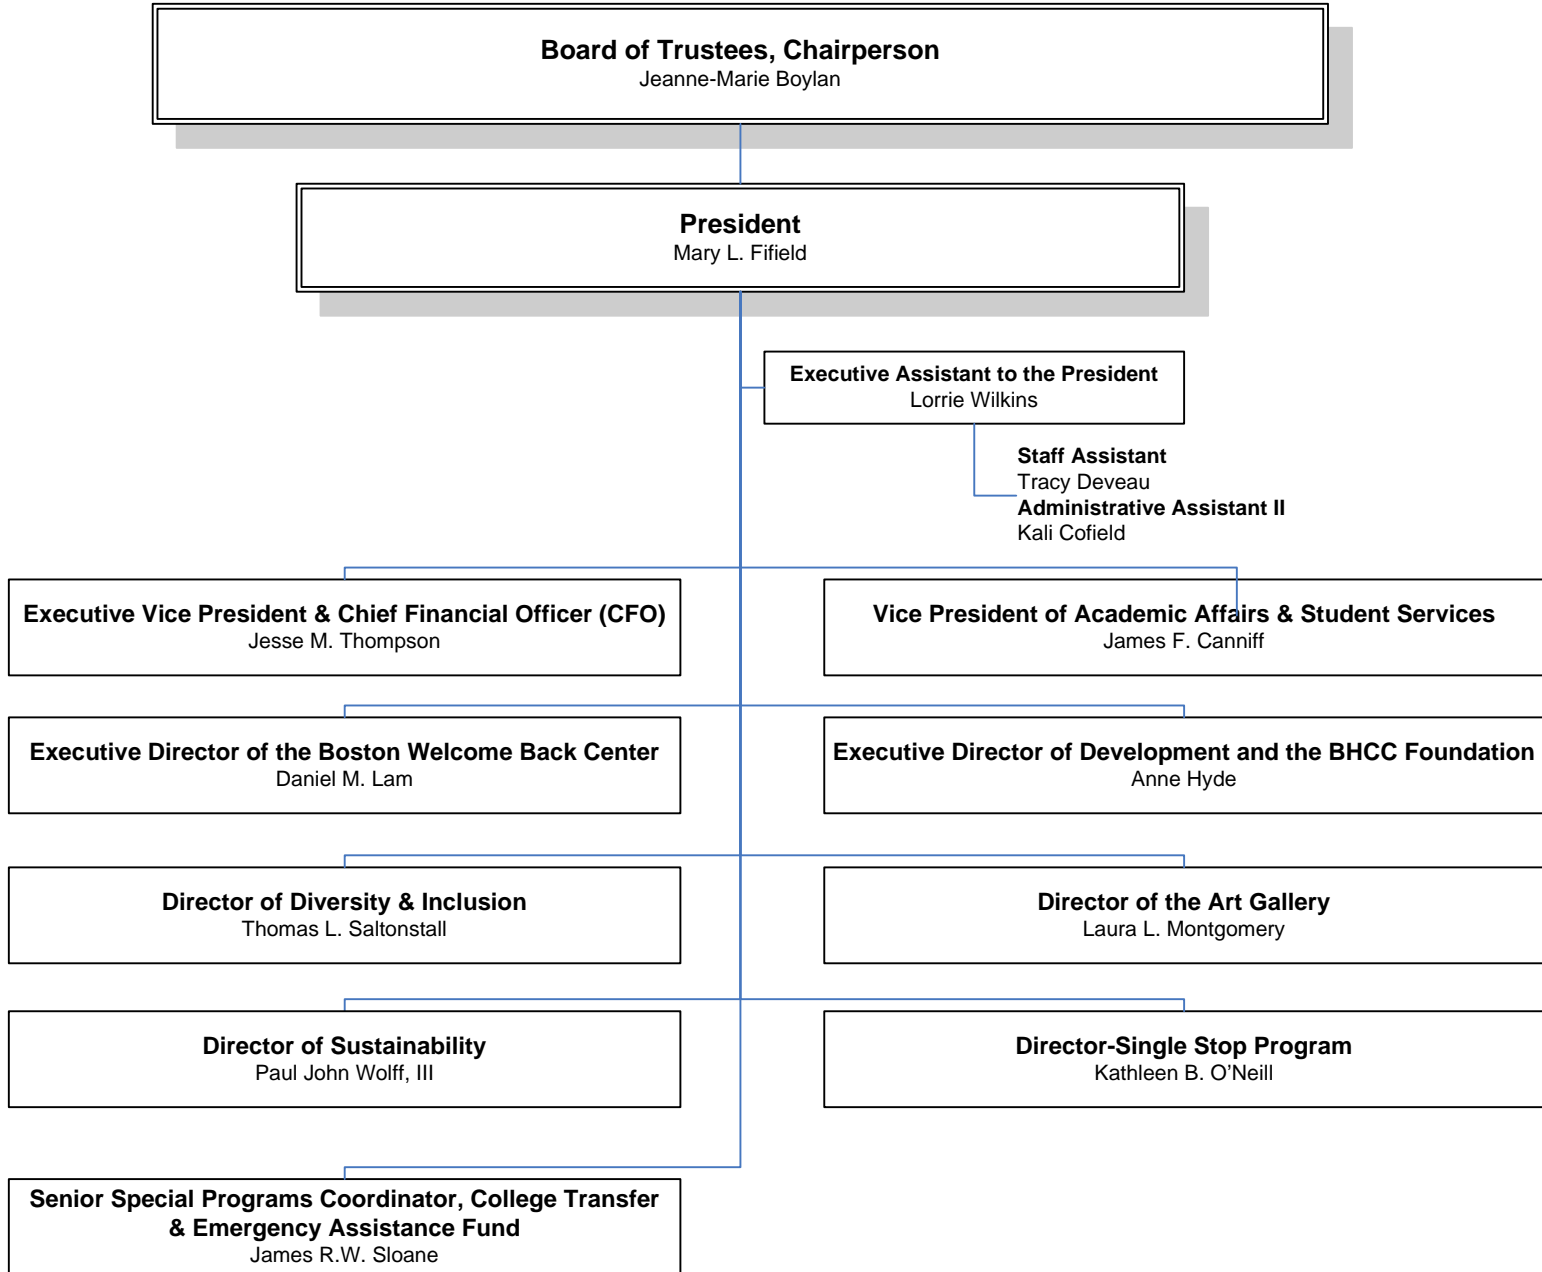 Board of Trustees, Chairperson
Jeanne-Marie Boylan
President
Mary L. Fifield
Executive Assistant to the President
Lorrie Wilkins
Staff Assistant
Tracy Deveau
Administrative Assistant II
Kali Cofield
Executive Vice President & Chief Financial Officer (CFO)
Jesse M. Thompson
Vice President of Academic Affairs & Student Services
James F. Canniff
Executive Director of the Boston Welcome Back Center
Daniel M. Lam
Executive Director of Development and the BHCC Foundation
Anne Hyde
Director of Diversity & Inclusion
Thomas L. Saltonstall
Director of the Art Gallery
Laura L. Montgomery
Director of Sustainability
Paul John Wolff, III
Director-Single Stop Program
Kathleen B. O’Neill
Senior Special Programs Coordinator, College Transfer
& Emergency Assistance Fund
James R.W. Sloane